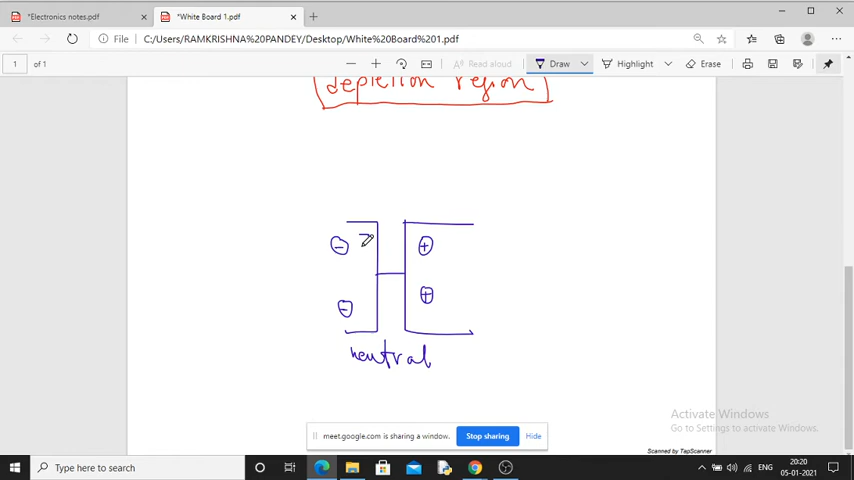 *Electronics notes.pdf
*White Board 1.pdf
File
C:/Users/RAMKRISHNA%20PANDEY/Desktop/White%20Board%201.pdf
1 of 1
Read aloud
Draw
Highlight
Erase
depletion region
neutral
Activate Windows
Go to Settings to activate Windows.
meet.google.com is sharing a window.
Stop sharing
Hide
Scanned by TapScanner
Type here to search
ENG
20:20
05-01-2021